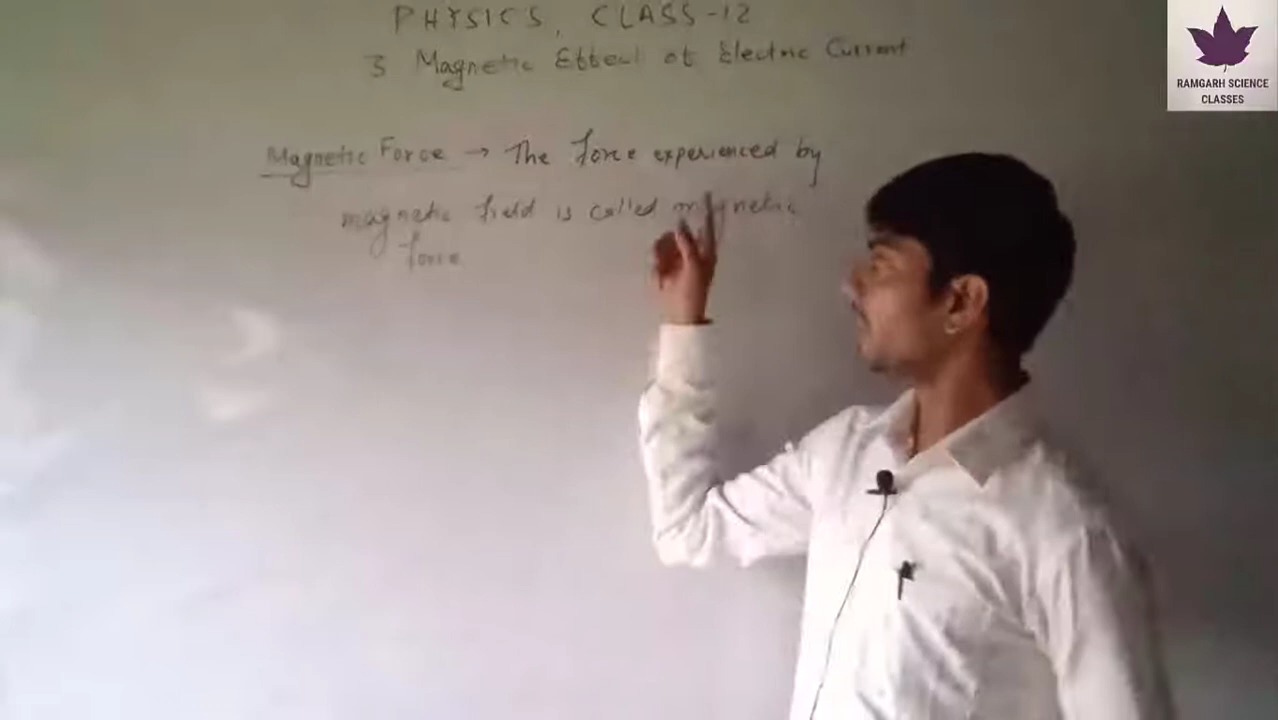 PHYSICS, CLASS-12
3 Magnetic Effect of Electric Current
Magnetic Force → The force experienced by
magnetic field is called magnetic
force
RAMGARH SCIENCE
CLASSES